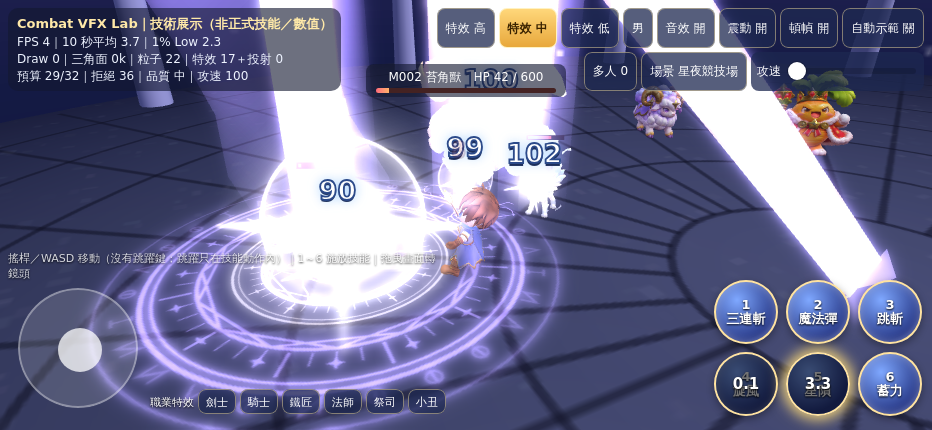 Combat VFX Lab｜技術展示（非正式技能／數值）
FPS 4｜10 秒平均 3.7｜1% Low 2.3
Draw 0｜三角面 0k｜粒子 22｜特效 17＋投射 0
預算 29/32｜拒絕 36｜品質 中｜攻速 100
特效 高
特效 中
特效 低
男
音效 開
震動 開
頓幀 開
自動示範 關
多人 0
場景 星夜競技場
攻速
M002 苔角獸 HP 42 / 600
100
99
102
90
搖桿／WASD 移動（沒有跳躍鍵；跳躍只在技能動作內）｜1～6 施放技能｜拖曳畫面轉
鏡頭
1
三連斬
2
魔法彈
3
跳斬
0.1
旋風
3.3
星隕
6
蓄力
職業特效
劍士
騎士
鐵匠
法師
祭司
小丑